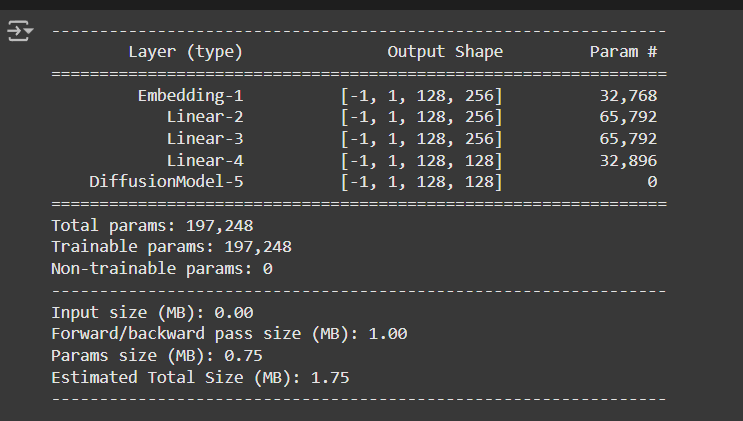 ----------------------------------------------------------------
Layer (type) Output Shape Param #
================================================================
Embedding-1 [-1, 1, 128, 256] 32,768
Linear-2 [-1, 1, 128, 256] 65,792
Linear-3 [-1, 1, 128, 256] 65,792
Linear-4 [-1, 1, 128, 128] 32,896
DiffusionModel-5 [-1, 1, 128, 128] 0
================================================================
Total params: 197,248
Trainable params: 197,248
Non-trainable params: 0
----------------------------------------------------------------
Input size (MB): 0.00
Forward/backward pass size (MB): 1.00
Params size (MB): 0.75
Estimated Total Size (MB): 1.75
----------------------------------------------------------------